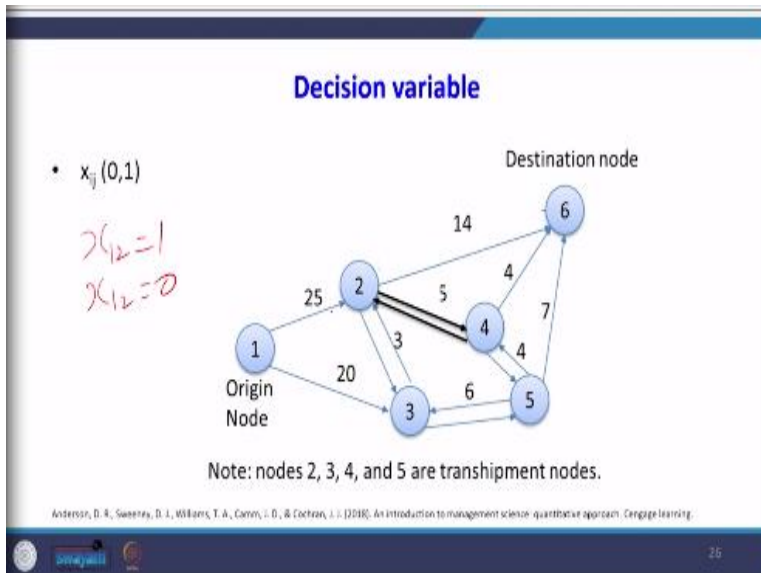 Decision variable
• xij (0,1)
x12 = 1
x12 = 0
Destination node
6
14
4
2
5
7
25
4
3
4
1
20
6
5
Origin
Node
3
Note: nodes 2, 3, 4, and 5 are transhipment nodes.
Anderson, D. R., Sweeney, D. J., Williams, T. A., Camm, J. D., & Cochran, J. J. (2018). An introduction to management science: quantitative approach. Cengage learning.
swayam
26